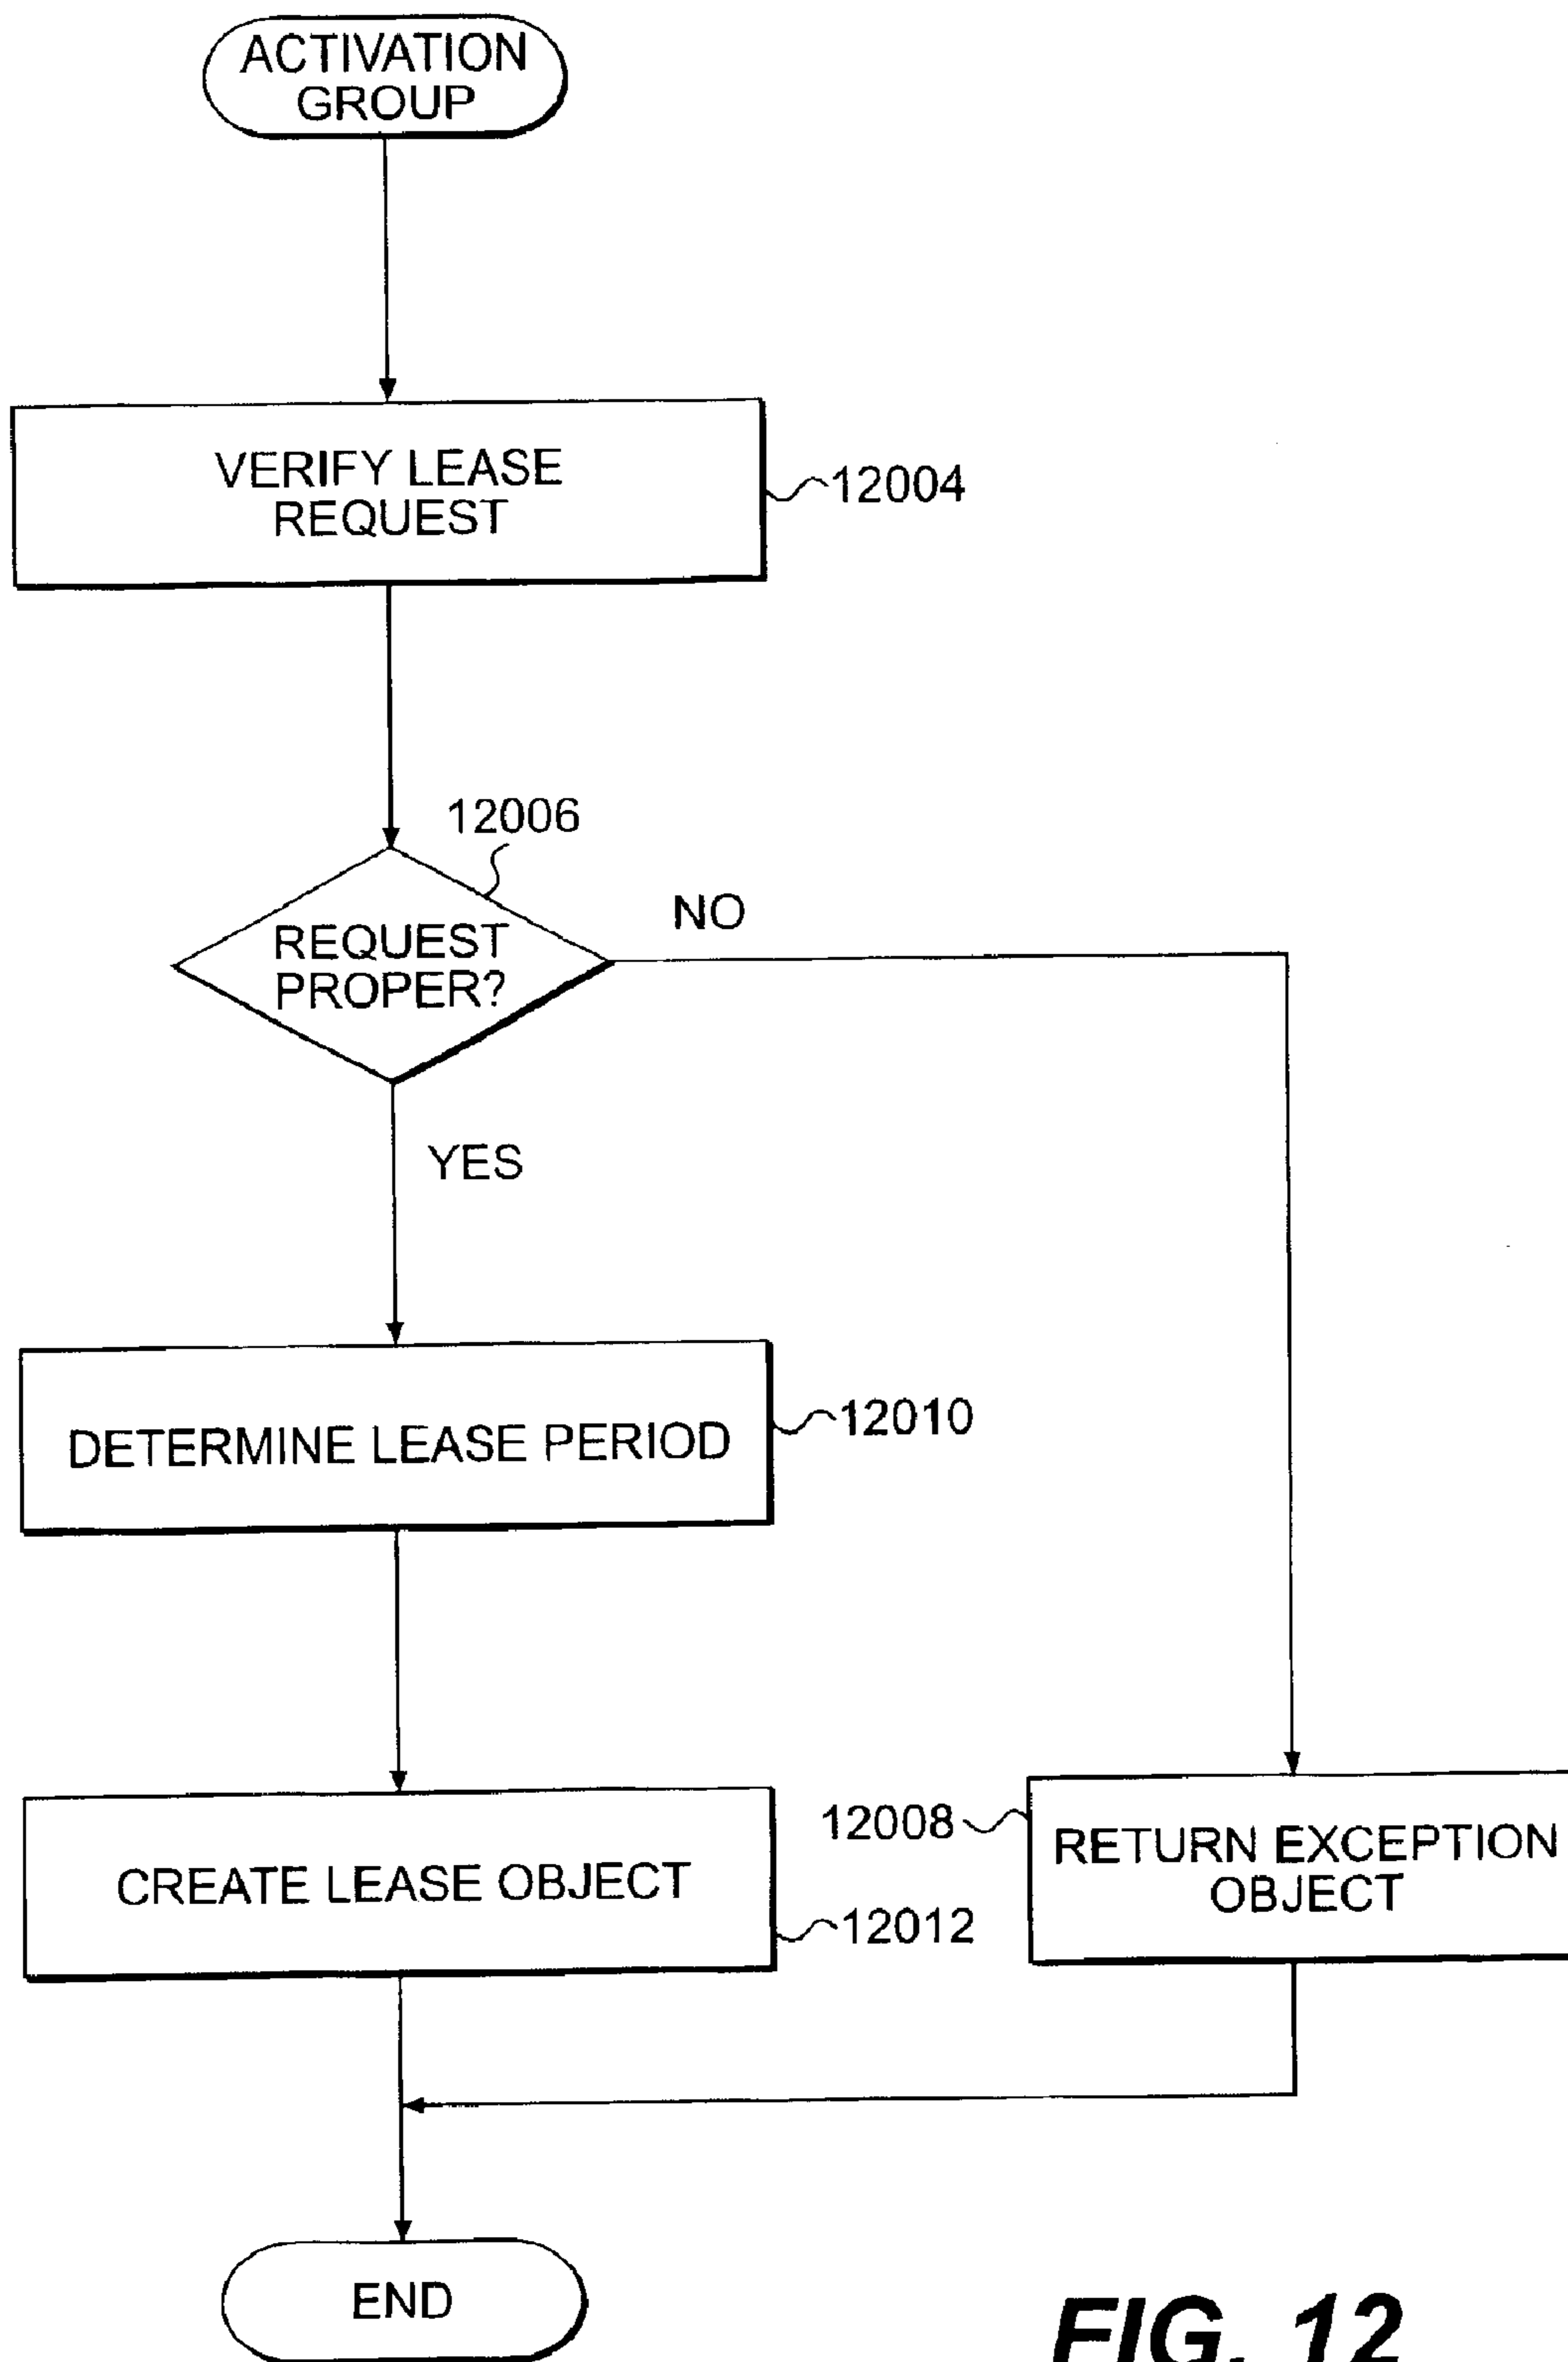 ACTIVATION
GROUP
VERIFY LEASE
REQUEST
12004
12006
REQUEST
PROPER?
NO
YES
DETERMINE LEASE PERIOD
12010
CREATE LEASE OBJECT
12012
12008
RETURN EXCEPTION
OBJECT
END
FIG. 12